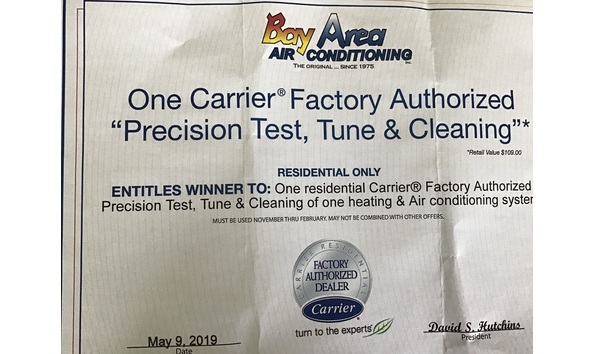 Bay Area
AIR CONDITIONING
INC.
THE ORIGINAL ... SINCE 1975
One Carrier® Factory Authorized
“Precision Test, Tune & Cleaning”*
*Retail Value $109.00
RESIDENTIAL ONLY
ENTITLES WINNER TO: One residential Carrier® Factory Authorized
Precision Test, Tune & Cleaning of one heating & Air conditioning system
MUST BE USED NOVEMBER THRU FEBRUARY. MAY NOT BE COMBINED WITH OTHER OFFERS.
CARRIER RESIDENTIAL
FACTORY
AUTHORIZED
DEALER
Carrier
turn to the experts
May 9, 2019
Date
David S. Hutchins
President